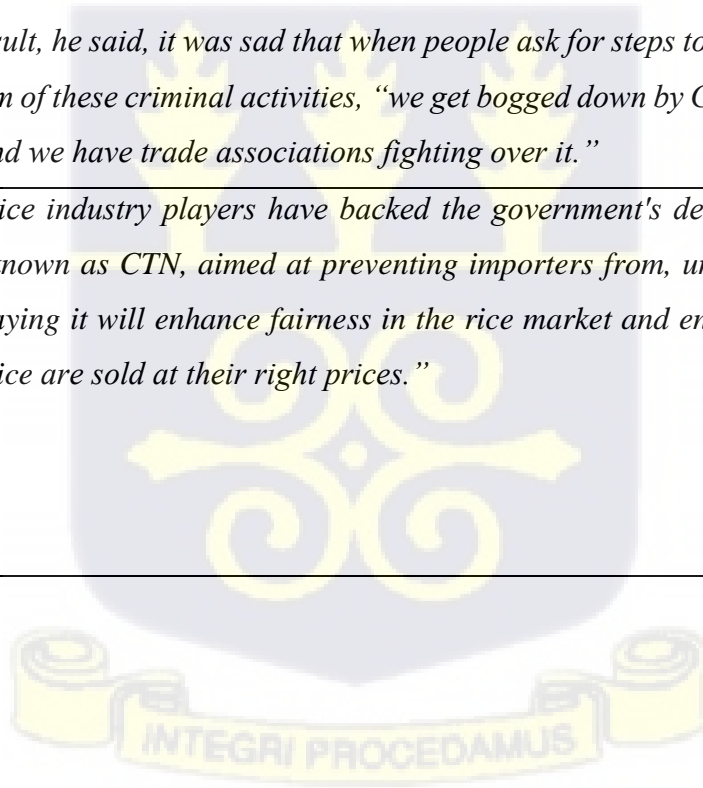 ult, he said, it was sad that when people ask for steps to
m of these criminal activities, “we get bogged down by
nd we have trade associations fighting over it.”
ice industry players have backed the government's de
known as CTN, aimed at preventing importers from, u
aying it will enhance fairness in the rice market and en
ice are sold at their right prices.”
INTEGRI PROCEDAMUS